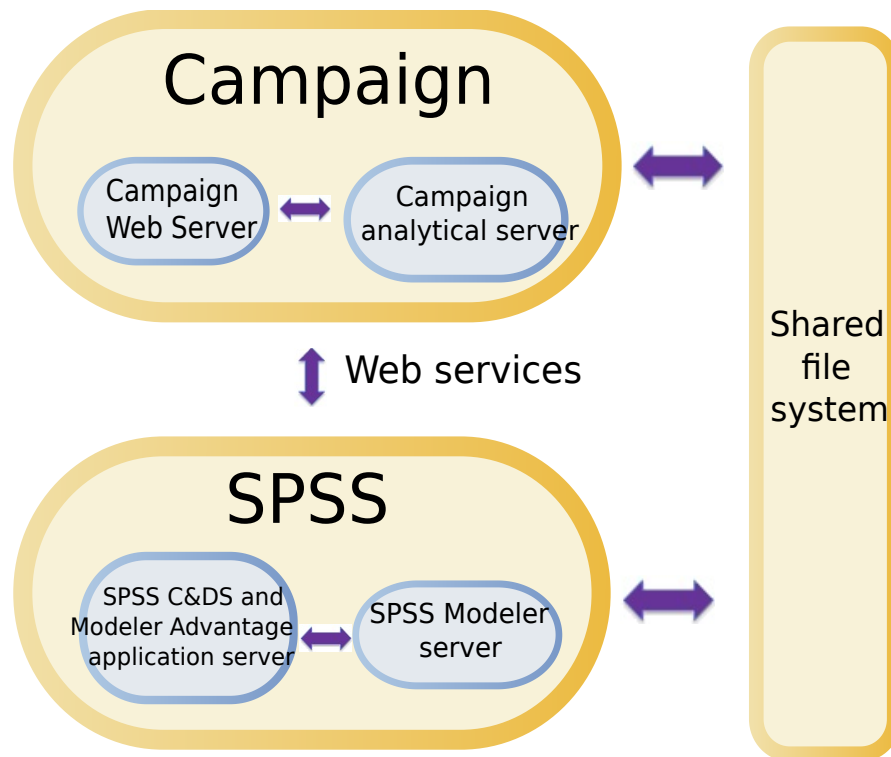 Campaign
Campaign
Web Server
Campaign
analytical server
Web services
SPSS
SPSS C&DS and
Modeler Advantage
application server
SPSS Modeler
server
Shared
file
system